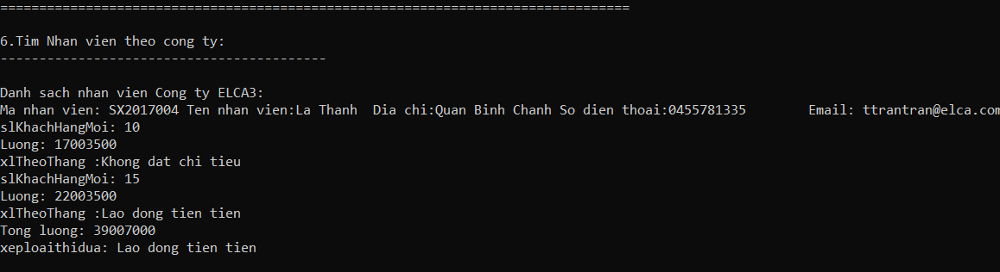 =================================================================================
6.Tim Nhan vien theo cong ty:
------------------------------------------
Danh sach nhan vien Cong ty ELCA3:
Ma nhan vien: SX2017004 Ten nhan vien:La Thanh  Dia chi:Quan Binh Chanh So dien thoai:0455781335        Email: ttrantran@elca.com
slKhachHangMoi: 10
Luong: 17003500
xlTheoThang :Khong dat chi tieu
slKhachHangMoi: 15
Luong: 22003500
xlTheoThang :Lao dong tien tien
Tong luong: 39007000
xeploaithidua: Lao dong tien tien